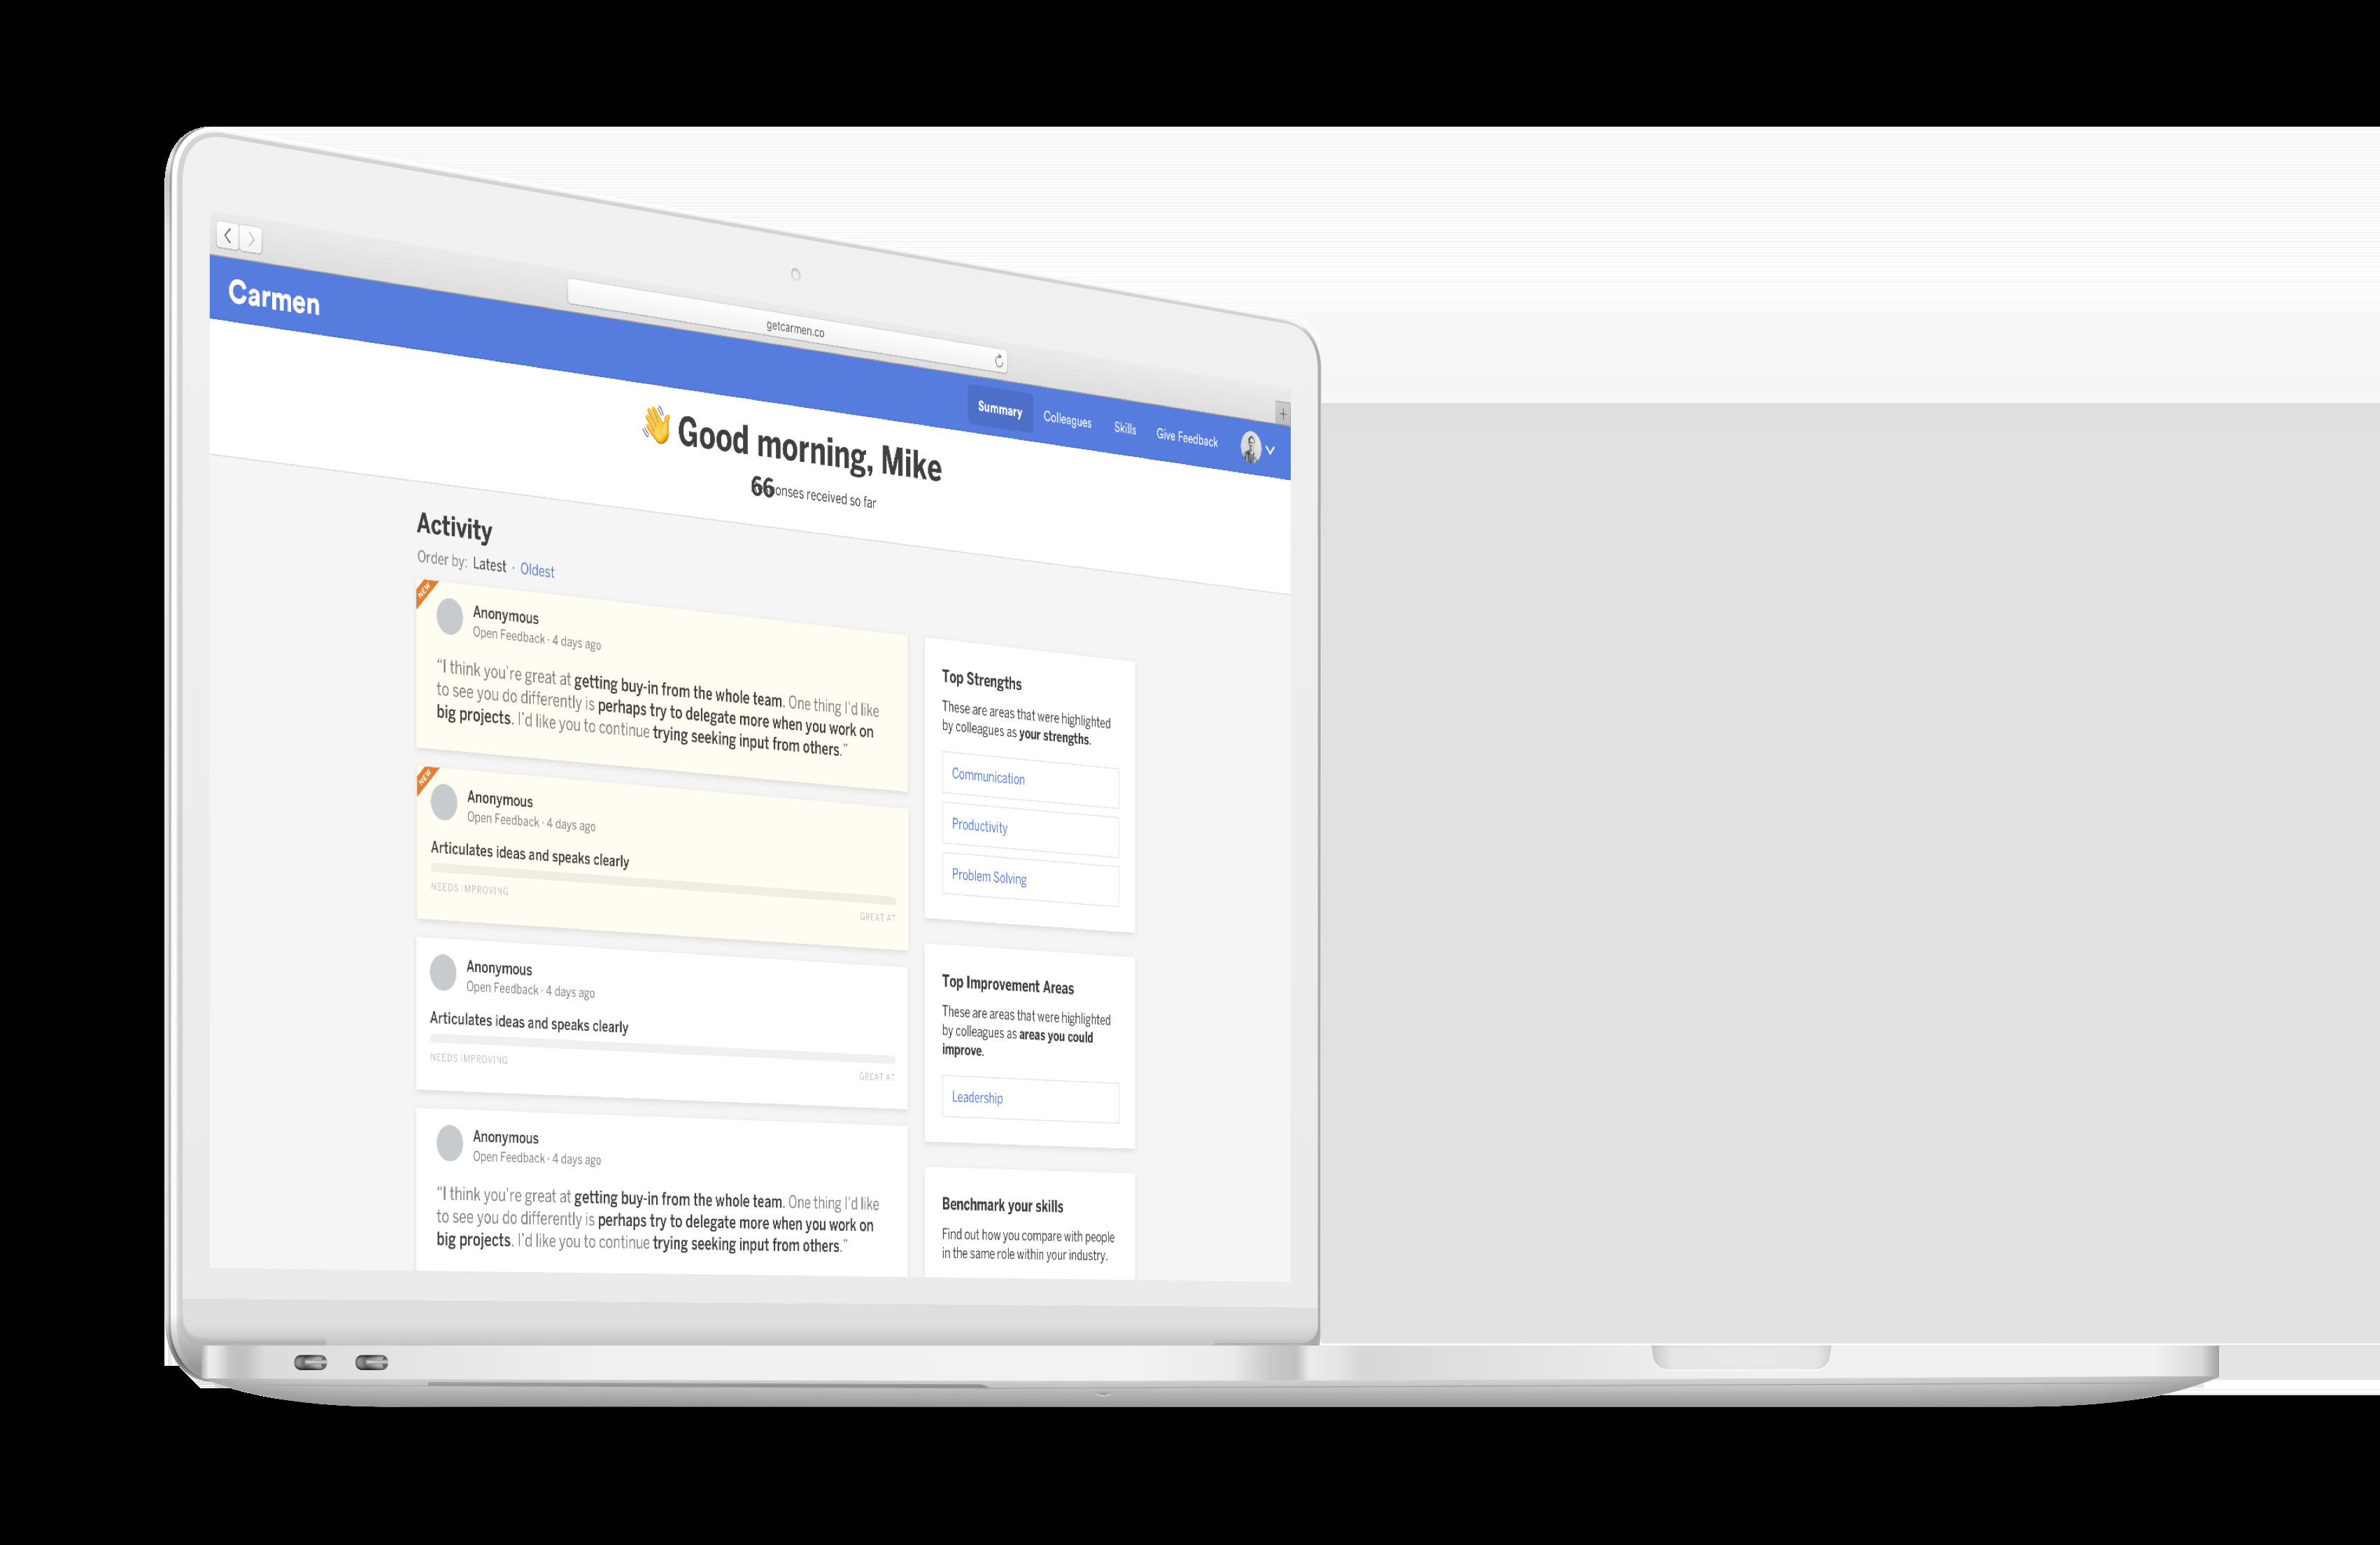 getcarmen.co
Carmen
Summary Colleagues Skills Give Feedback
👋 Good morning, Mike
66 onses received so far
Activity
Order by: Latest · Oldest
NEW
Anonymous
Open Feedback · 4 days ago
“I think you’re great at getting buy-in from the whole team. One thing I’d like
to see you do differently is perhaps try to delegate more when you work on
big projects. I’d like you to continue trying seeking input from others.”
NEW
Anonymous
Open Feedback · 4 days ago
Articulates ideas and speaks clearly
NEEDS IMPROVING
GREAT AT
Anonymous
Open Feedback · 4 days ago
Articulates ideas and speaks clearly
NEEDS IMPROVING
GREAT AT
Anonymous
Open Feedback · 4 days ago
“I think you’re great at getting buy-in from the whole team. One thing I’d like
to see you do differently is perhaps try to delegate more when you work on
big projects. I’d like you to continue trying seeking input from others.”
Top Strengths
These are areas that were highlighted
by colleagues as your strengths.
Communication
Productivity
Problem Solving
Top Improvement Areas
These are areas that were highlighted
by colleagues as areas you could
improve.
Leadership
Benchmark your skills
Find out how you compare with people
in the same role within your industry.